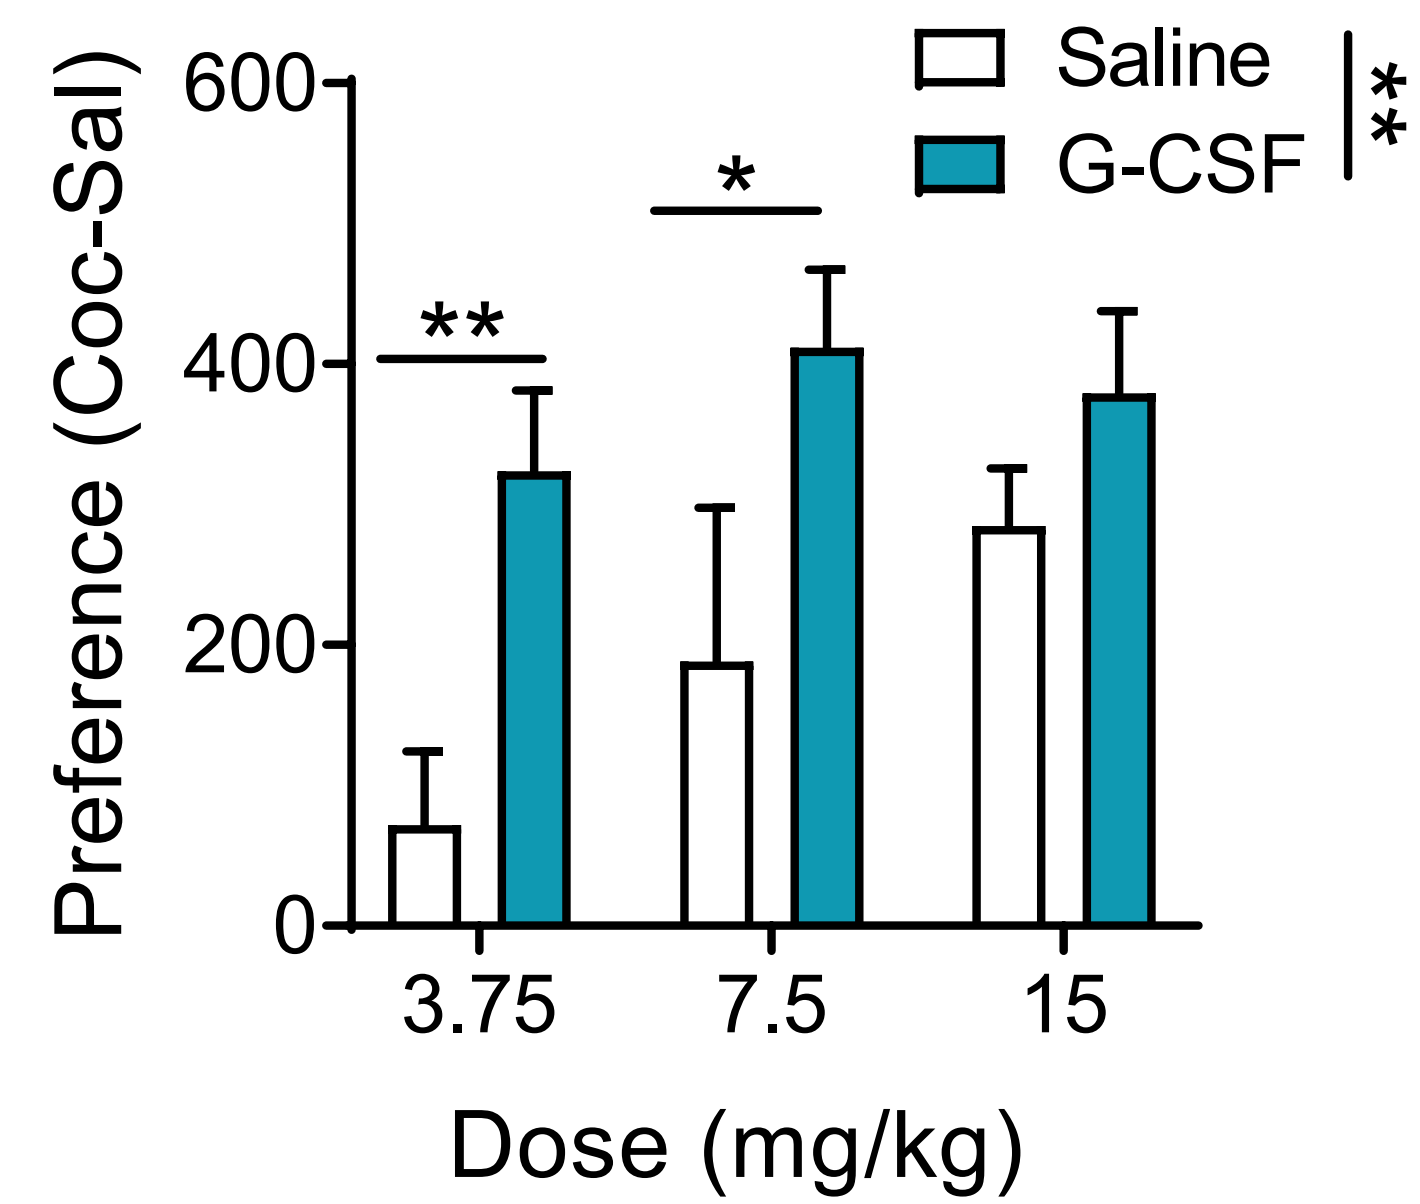 Preference (Coc-Sal)
600
400
200
0
**
*
Saline
G-CSF
**
3.75
7.5
15
Dose (mg/kg)